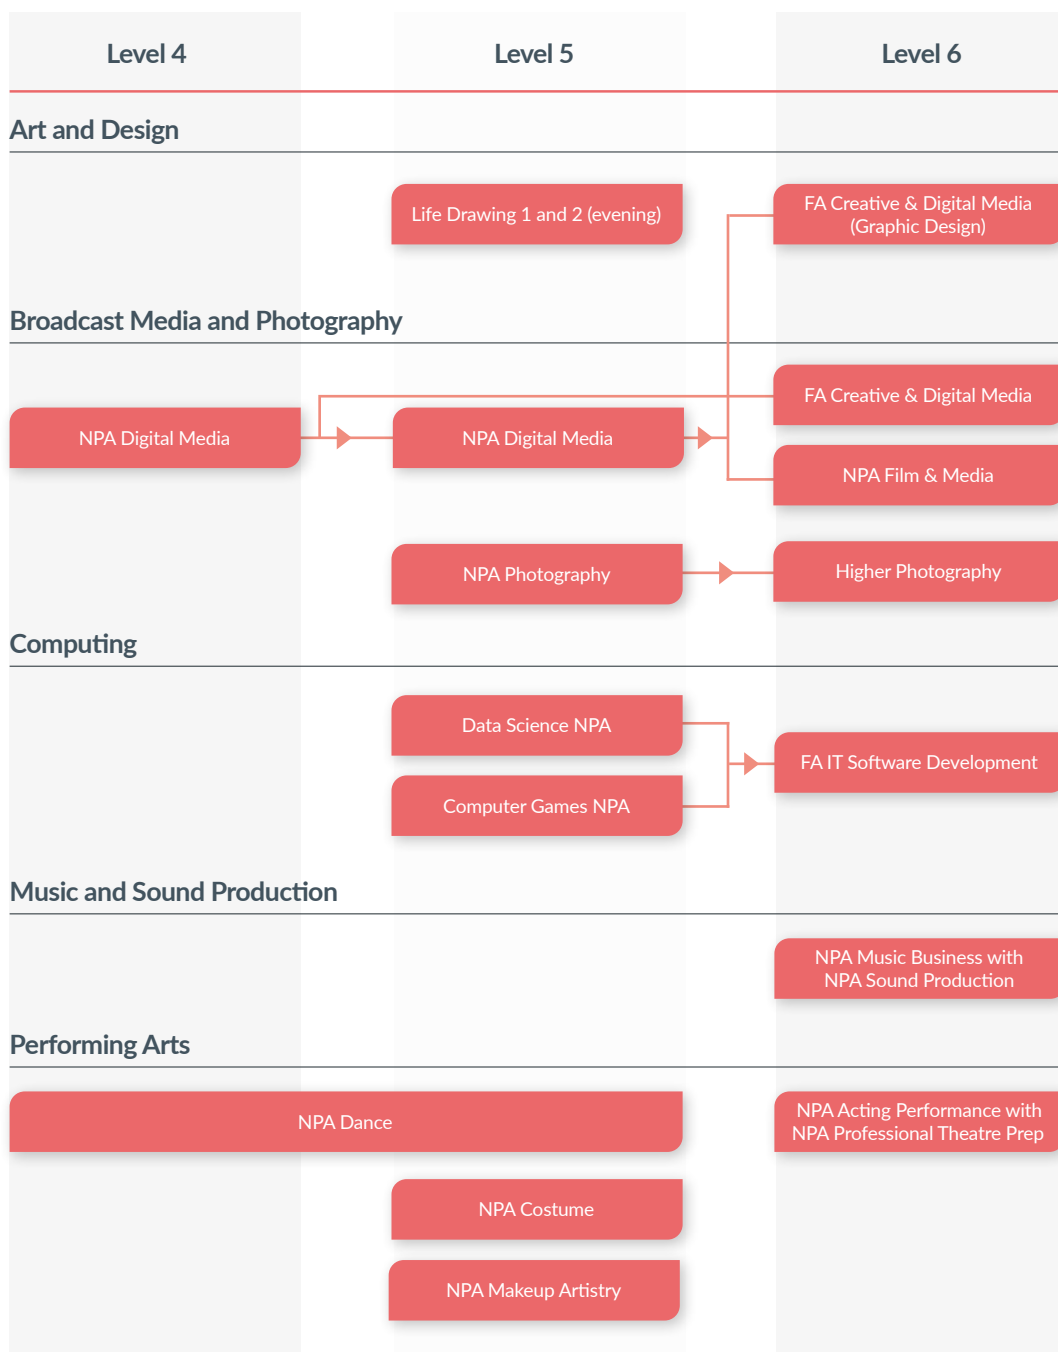 Level 4
Level 5
Level 6
Art and Design
Life Drawing 1 and 2 (evening)
FA Creative & Digital Media
(Graphic Design)
Broadcast Media and Photography
FA Creative & Digital Media
NPA Digital Media
NPA Digital Media
NPA Film & Media
NPA Photography
Higher Photography
Computing
Data Science NPA
FA IT Software Development
Computer Games NPA
Music and Sound Production
NPA Music Business with
NPA Sound Production
Performing Arts
NPA Dance
NPA Acting Performance with
NPA Professional Theatre Prep
NPA Costume
NPA Makeup Artistry